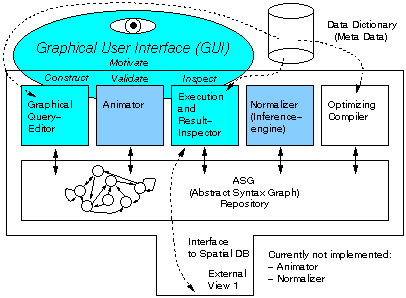 Data Dictionary
(Meta Data)
Graphical User Interface (GUI)
Motivate
Construct Validate Inspect
Graphical
Query–
Editor
Animator
Execution
and
Result–
Inspector
Normalizer
(Inference–
engine)
Optimizing
Compiler
ASG
(Abstract Syntax Graph)
Repository
Interface
to Spatial DB
External
View 1
Currently not implemented:
– Animator
– Normalizer